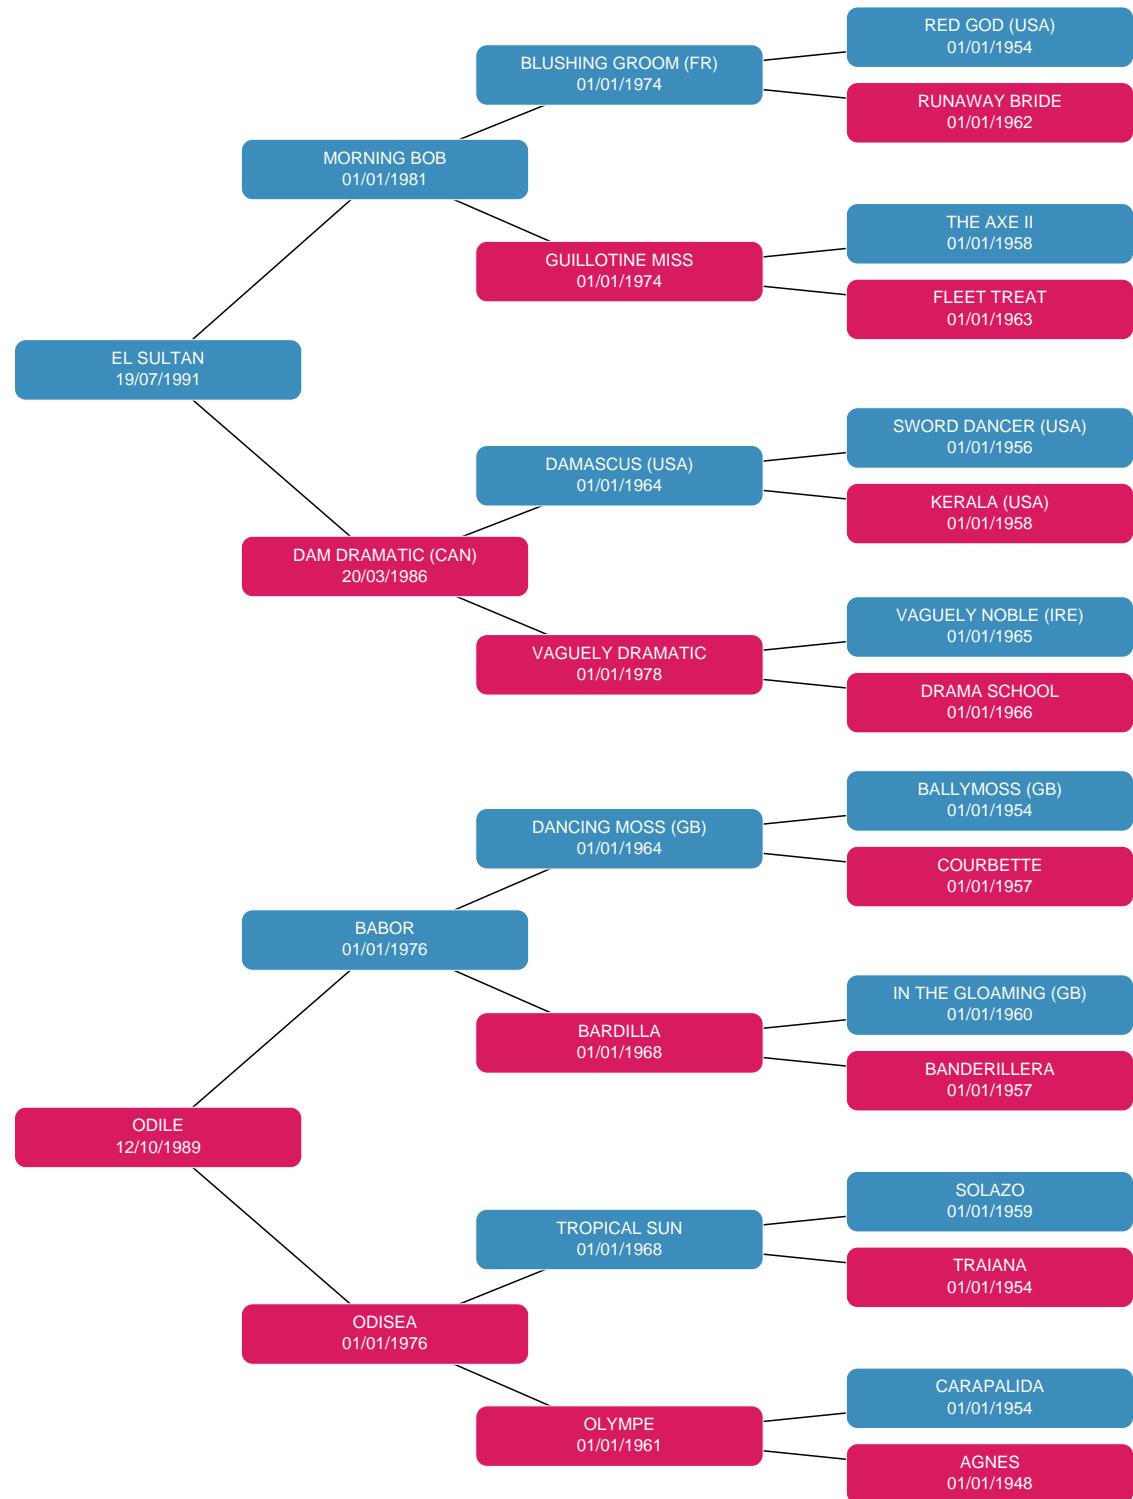 RED GOD (USA)
01/01/1954
BLUSHING GROOM (FR)
01/01/1974
RUNAWAY BRIDE
01/01/1962
MORNING BOB
01/01/1981
THE AXE II
01/01/1958
GUILLOTINE MISS
01/01/1974
FLEET TREAT
01/01/1963
EL SULTAN
19/07/1991
SWORD DANCER (USA)
01/01/1956
DAMASCUS (USA)
01/01/1964
KERALA (USA)
01/01/1958
DAM DRAMATIC (CAN)
20/03/1986
VAGUELY NOBLE (IRE)
01/01/1965
VAGUELY DRAMATIC
01/01/1978
DRAMA SCHOOL
01/01/1966
BALLYMOSS (GB)
01/01/1954
DANCING MOSS (GB)
01/01/1964
COURBETTE
01/01/1957
BABOR
01/01/1976
IN THE GLOAMING (GB)
01/01/1960
BARDILLA
01/01/1968
BANDERILLERA
01/01/1957
ODILE
12/10/1989
SOLAZO
01/01/1959
TROPICAL SUN
01/01/1968
TRAIANA
01/01/1954
ODISEA
01/01/1976
CARAPALIDA
01/01/1954
OLYMPE
01/01/1961
AGNES
01/01/1948